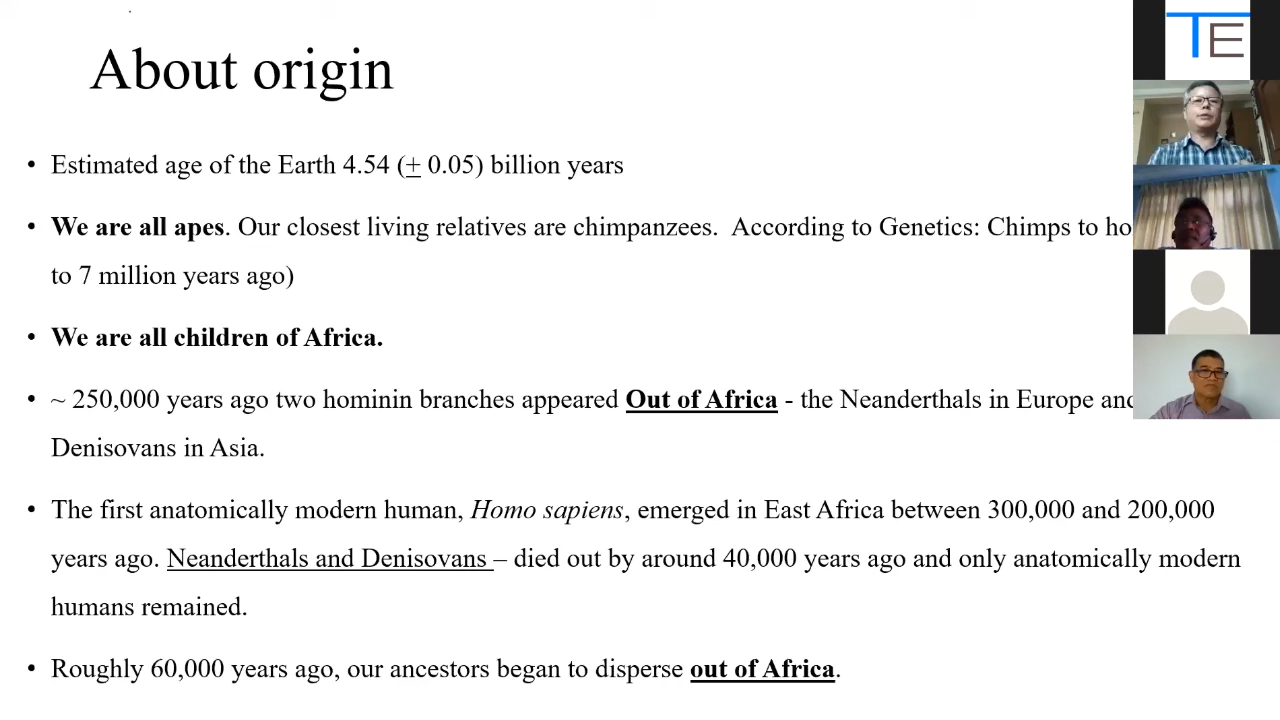 About origin
TE
• Estimated age of the Earth 4.54 (± 0.05) billion years
• We are all apes. Our closest living relatives are chimpanzees. According to Genetics: Chimps to
to 7 million years ago)
• We are all children of Africa.
• ~ 250,000 years ago two hominin branches appeared Out of Africa - the Neanderthals in Europe and
Denisovans in Asia.
• The first anatomically modern human, Homo sapiens, emerged in East Africa between 300,000 and 200,000
years ago. Neanderthals and Denisovans – died out by around 40,000 years ago and only anatomically modern
humans remained.
• Roughly 60,000 years ago, our ancestors began to disperse out of Africa.